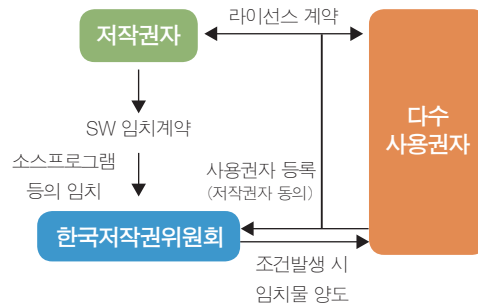 라이선스 계약
저작권자
다수
사용권자
SW 임치계약
소스프로그램
등의 임치
사용권자 등록
(저작권자 동의)
한국저작권위원회
조건발생 시
임치물 양도